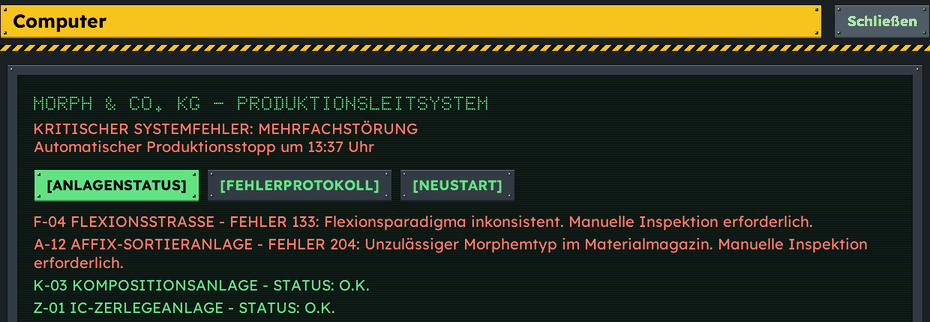 Computer
Schließen
MORPH & CO. KG – PRODUKTIONSLEITSYSTEM
KRITISCHER SYSTEMFEHLER: MEHRFACHSTÖRUNG
Automatischer Produktionsstopp um 13:37 Uhr
[ANLAGENSTATUS] [FEHLERPROTOKOLL] [NEUSTART]
F-04 FLEXIONSSTRASSE - FEHLER 133: Flexionsparadigma inkonsistent. Manuelle Inspektion erforderlich.
A-12 AFFIX-SORTIERANLAGE - FEHLER 204: Unzulässiger Morphemtyp im Materialmagazin. Manuelle Inspektion
erforderlich.
K-03 KOMPOSITIONSANLAGE - STATUS: O.K.
Z-01 IC-ZERLEGEANLAGE - STATUS: O.K.